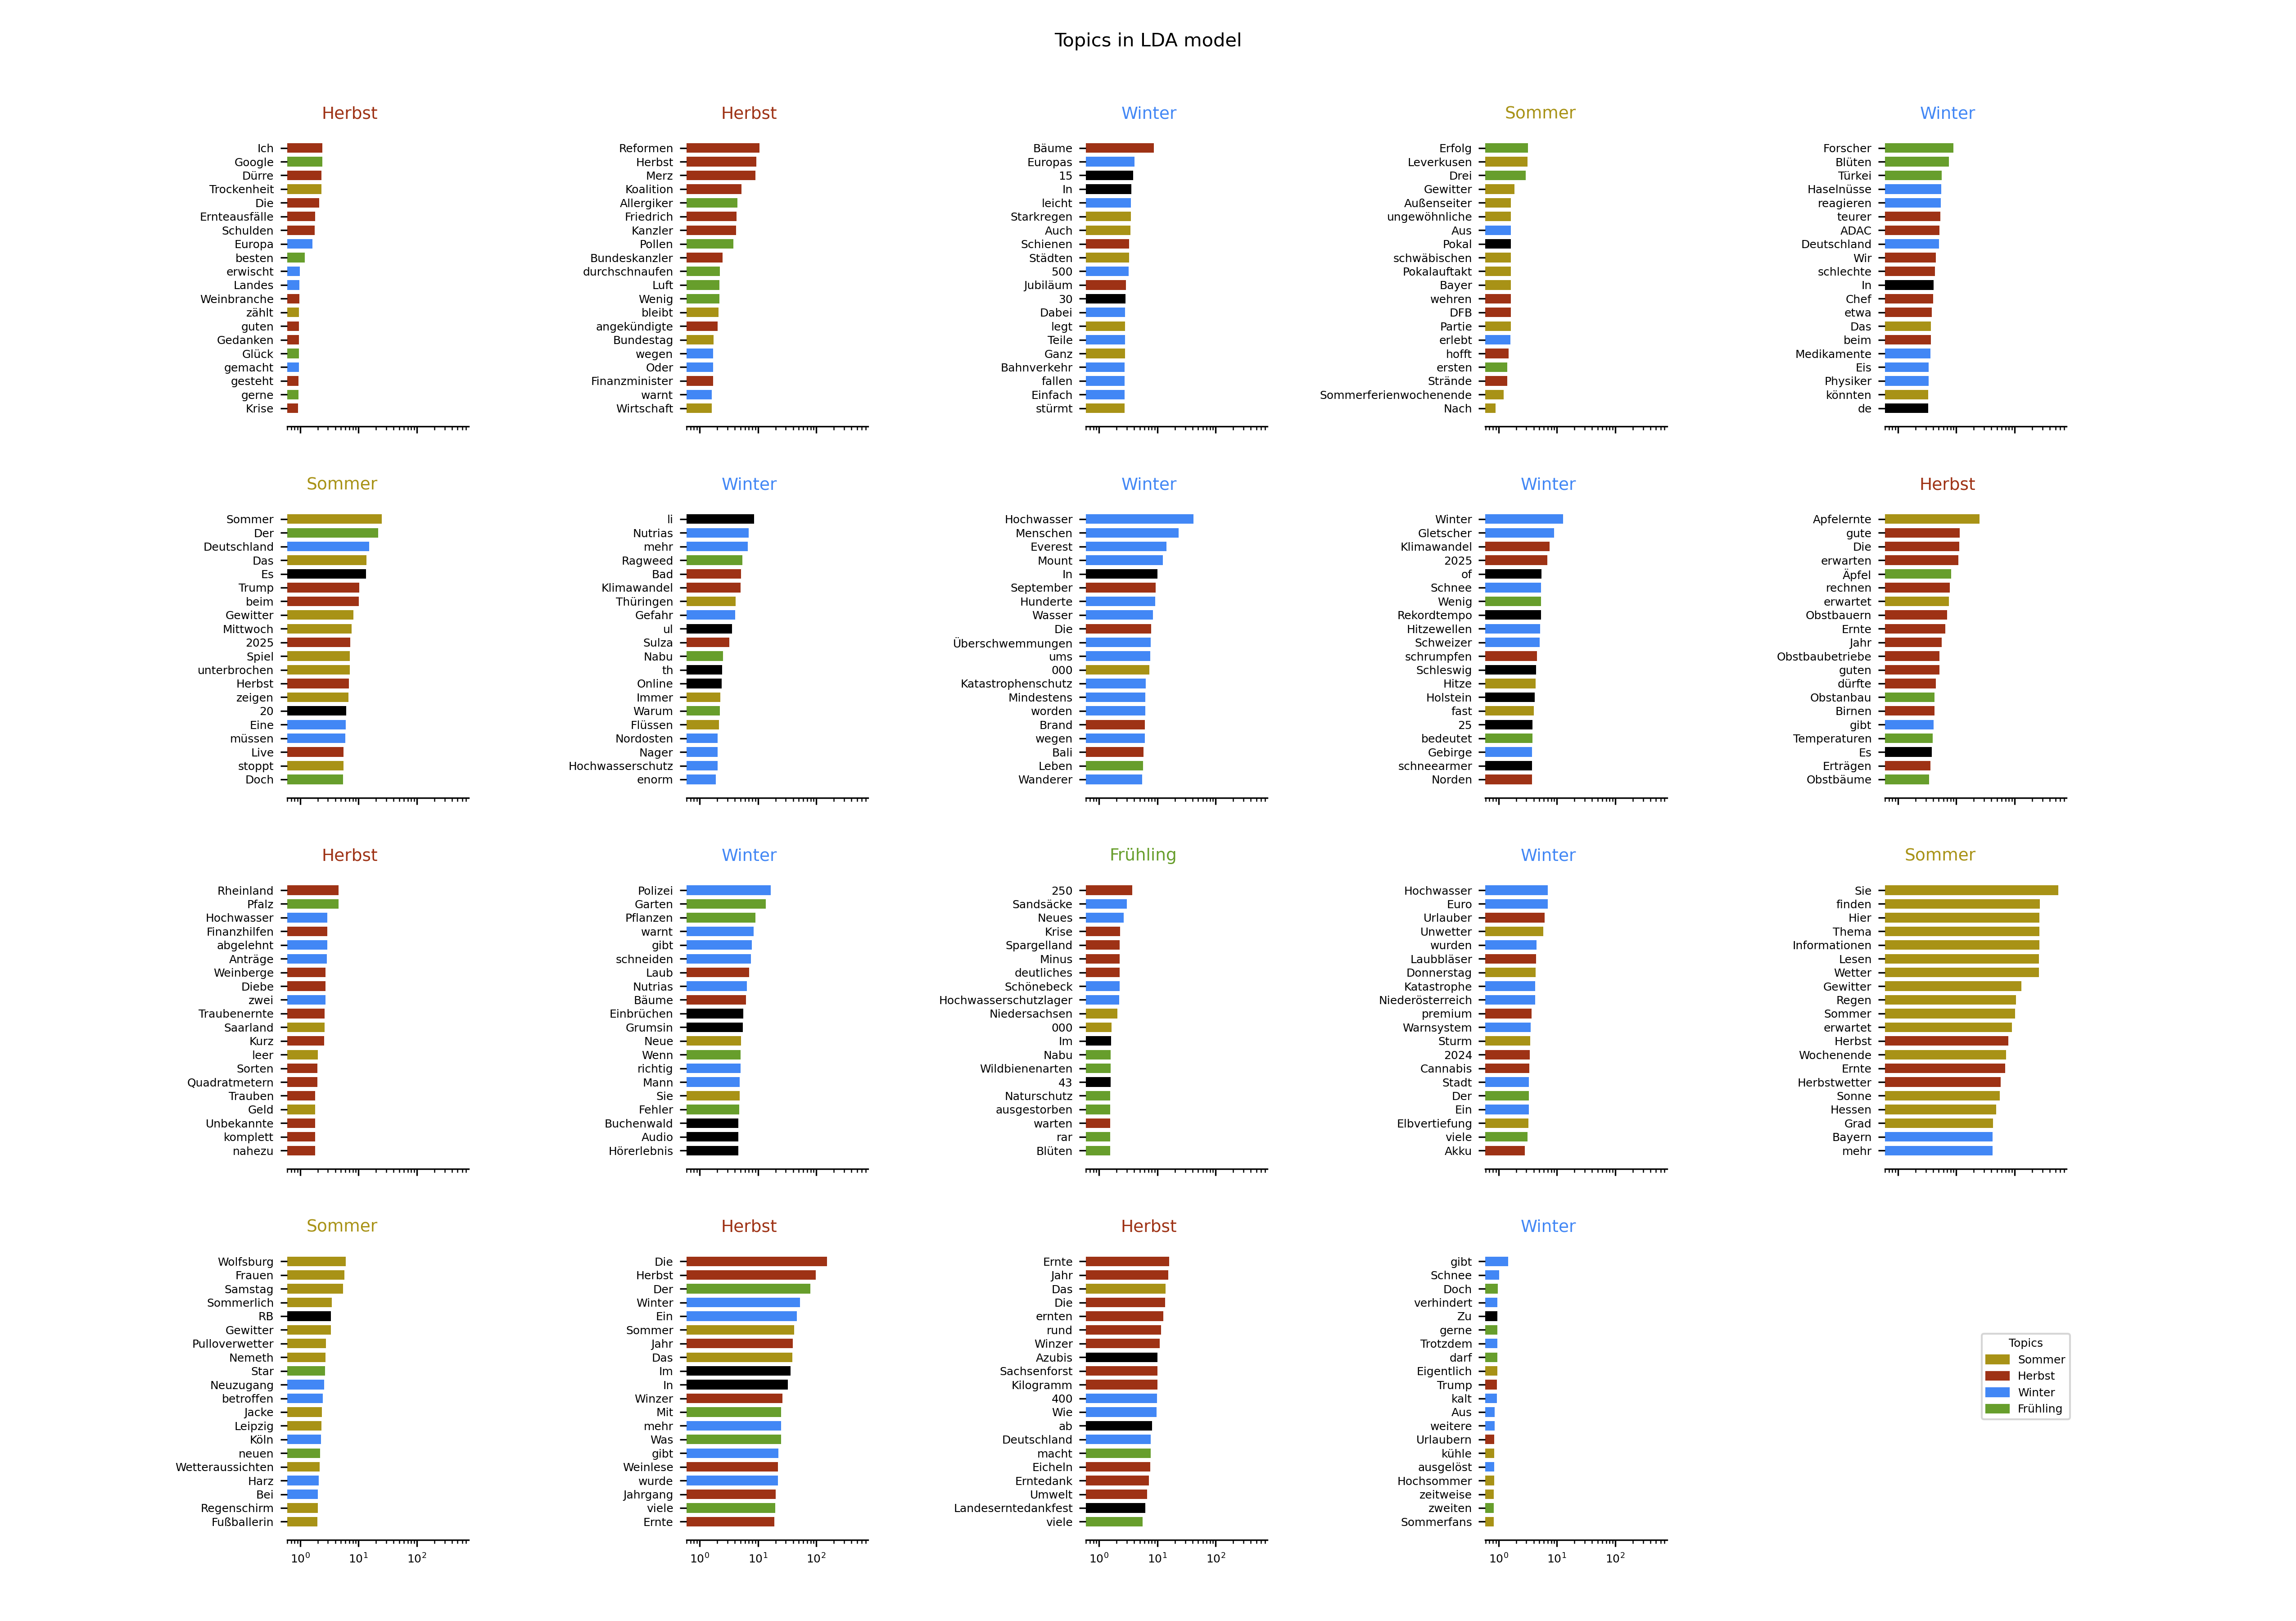 Topics in LDA model
Herbst
Ich
Google
Dürre
Trockenheit
Die
Ernteausfälle
Schulden
Europa
besten
erwischt
Landes
Weinbranche
zählt
guten
Gedanken
Glück
gemacht
gesteht
gerne
Krise
Herbst
Reformen
Herbst
Merz
Koalition
Allergiker
Friedrich
Kanzler
Pollen
Bundeskanzler
durchschnaufen
Luft
Wenig
bleibt
angekündigte
Bundestag
wegen
Oder
Finanzminister
warnt
Wirtschaft
Winter
Bäume
Europas
15
In
leicht
Starkregen
Auch
Schienen
Städten
500
Jubiläum
30
Dabei
legt
Teile
Ganz
Bahnverkehr
fallen
Einfach
stürmt
Sommer
Erfolg
Leverkusen
Drei
Gewitter
Außenseiter
ungewöhnliche
Aus
Pokal
schwäbischen
Pokalauftakt
Bayer
wehren
DFB
Partie
erlebt
hofft
ersten
Strände
Sommerferienwochenende
Nach
Winter
Forscher
Blüten
Türkei
Haselnüsse
reagieren
teurer
ADAC
Deutschland
Wir
schlechte
In
Chef
etwa
Das
beim
Medikamente
Eis
Physiker
könnten
de
Sommer
Sommer
Der
Deutschland
Das
Es
Trump
beim
Gewitter
Mittwoch
2025
Spiel
unterbrochen
Herbst
zeigen
20
Eine
müssen
Live
stoppt
Doch
Winter
li
Nutrias
mehr
Ragweed
Bad
Klimawandel
Thüringen
Gefahr
ul
Sulza
Nabu
th
Online
Immer
Warum
Flüssen
Nordosten
Nager
Hochwasserschutz
enorm
Winter
Hochwasser
Menschen
Everest
Mount
In
September
Hunderte
Wasser
Die
Überschwemmungen
ums
000
Katastrophenschutz
Mindestens
worden
Brand
wegen
Bali
Leben
Wanderer
Winter
Winter
Gletscher
Klimawandel
2025
of
Schnee
Wenig
Rekordtempo
Hitzewellen
Schweizer
schrumpfen
Schleswig
Hitze
Holstein
fast
25
bedeutet
Gebirge
schneearmer
Norden
Herbst
Apfelernte
gute
Die
erwarten
Äpfel
rechnen
erwartet
Obstbauern
Ernte
Jahr
Obstbaubetriebe
guten
dürfte
Obstanbau
Birnen
gibt
Temperaturen
Es
Erträgen
Obstbäume
Herbst
Rheinland
Pfalz
Hochwasser
Finanzhilfen
abgelehnt
Anträge
Weinberge
Diebe
zwei
Traubenernte
Saarland
Kurz
leer
Sorten
Quadratmetern
Trauben
Geld
Unbekannte
komplett
nahezu
Winter
Polizei
Garten
Pflanzen
warnt
gibt
schneiden
Laub
Nutrias
Bäume
Einbrüchen
Grumsin
Neue
Wenn
richtig
Mann
Sie
Fehler
Buchenwald
Audio
Hörerlebnis
Frühling
250
Sandsäcke
Neues
Krise
Spargelland
Minus
deutliches
Schönebeck
Hochwasserschutzlager
Niedersachsen
000
Im
Nabu
Wildbienenarten
43
Naturschutz
ausgestorben
warten
rar
Blüten
Winter
Hochwasser
Euro
Urlauber
Unwetter
wurden
Laubbläser
Donnerstag
Katastrophe
Niederösterreich
premium
Warnsystem
Sturm
2024
Cannabis
Stadt
Der
Ein
Elbvertiefung
viele
Akku
Sommer
Sie
finden
Hier
Thema
Informationen
Lesen
Wetter
Gewitter
Regen
Sommer
erwartet
Herbst
Wochenende
Ernte
Herbstwetter
Sonne
Hessen
Grad
Bayern
mehr
Sommer
Wolfsburg
Frauen
Samstag
Sommerlich
RB
Gewitter
Pulloverwetter
Nemeth
Star
Neuzugang
betroffen
Jacke
Leipzig
Köln
neuen
Wetteraussichten
Harz
Bei
Regenschirm
Fußballerin
10⁰ 10¹ 10²
Herbst
Die
Herbst
Der
Winter
Ein
Sommer
Jahr
Das
Im
In
Winzer
Mit
mehr
Was
gibt
Weinlese
wurde
Jahrgang
viele
Ernte
10⁰ 10¹ 10²
Herbst
Ernte
Jahr
Das
Die
ernten
rund
Winzer
Azubis
Sachsenforst
Kilogramm
400
Wie
ab
Deutschland
macht
Eicheln
Erntedank
Umwelt
Landeserntedankfest
viele
10⁰ 10¹ 10²
Winter
gibt
Schnee
Doch
verhindert
Zu
gerne
Trotzdem
darf
Eigentlich
Trump
kalt
Aus
weitere
Urlaubern
kühle
ausgelöst
Hochsommer
zeitweise
zweiten
Sommerfans
10⁰ 10¹ 10²
Topics
Sommer
Herbst
Winter
Frühling